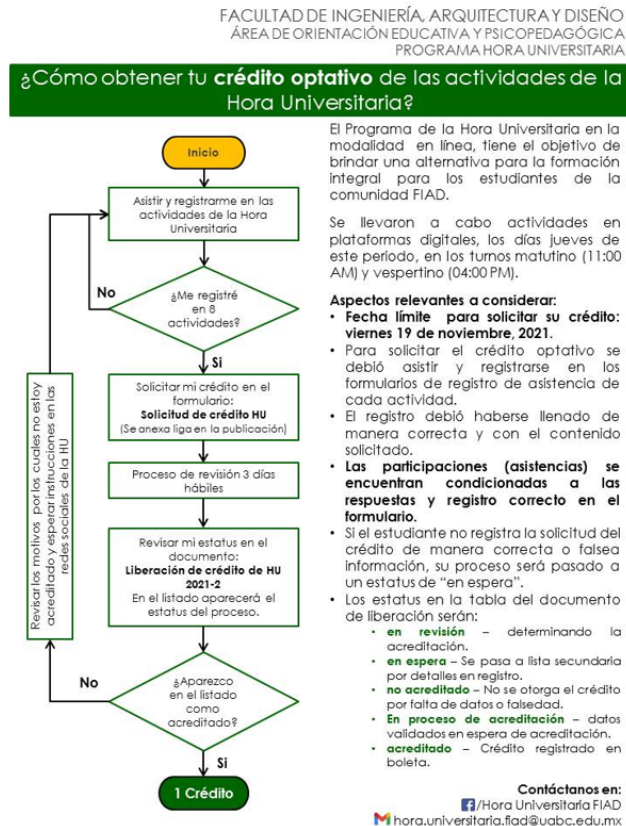 FACULTAD DE INGENIERÍA, ARQUITECTURA Y DISEÑO
ÁREA DE ORIENTACIÓN EDUCATIVA Y PSICOPEDAGÓGICA
PROGRAMA HORA UNIVERSITARIA
¿Cómo obtener tu crédito optativo de las actividades de la
Hora Universitaria?
Inicio
Asistir y registrarme en las
actividades de la Hora
Universitaria
No
¿Me registré
en 8
actividades?
Si
Solicitar mi crédito en el
formulario:
Solicitud de crédito HU
(Se anexa liga en la publicación)
Proceso de revisión 3 días
hábiles
Revisar mi estatus en el
documento:
Liberación de crédito de HU
2021-2
En el listado aparecerá el
estatus del proceso.
Revisar los motivos por los cuales no estoy
acreditado y esperar instrucciones en las
redes sociales de la HU
No
¿Aparezco
en el listado
como
acreditado?
Si
1 Crédito
El Programa de la Hora Universitaria en la
modalidad en línea, tiene el objetivo de
brindar una alternativa para la formación
integral para los estudiantes de la
comunidad FIAD.
Se llevaron a cabo actividades en
plataformas digitales, los días jueves de
este periodo, en los turnos matutino (11:00
AM) y vespertino (04:00 PM).
Aspectos relevantes a considerar:
• Fecha límite para solicitar su crédito:
viernes 19 de noviembre, 2021.
• Para solicitar el crédito optativo se
debió asistir y registrarse en los
formularios de registro de asistencia de
cada actividad.
• El registro debió haberse llenado de
manera correcta y con el contenido
solicitado.
• Las participaciones (asistencias) se
encuentran condicionadas a las
respuestas y registro correcto en el
formulario.
• Si el estudiante no registra la solicitud del
crédito de manera correcta o falsea
información, su proceso será pasado a
un estatus de "en espera".
• Los estatus en la tabla del documento
de liberación serán:
• en revisión – determinando la
acreditación.
• en espera – Se pasa a lista secundaria
por detalles en registro.
• no acreditado – No se otorga el crédito
por falta de datos o falsedad.
• En proceso de acreditación – datos
validados en espera de acreditación.
• acreditado – Crédito registrado en
boleta.
Contáctanos en:
/Hora Universitaria FIAD
hora.universitaria.fiad@uabc.edu.mx